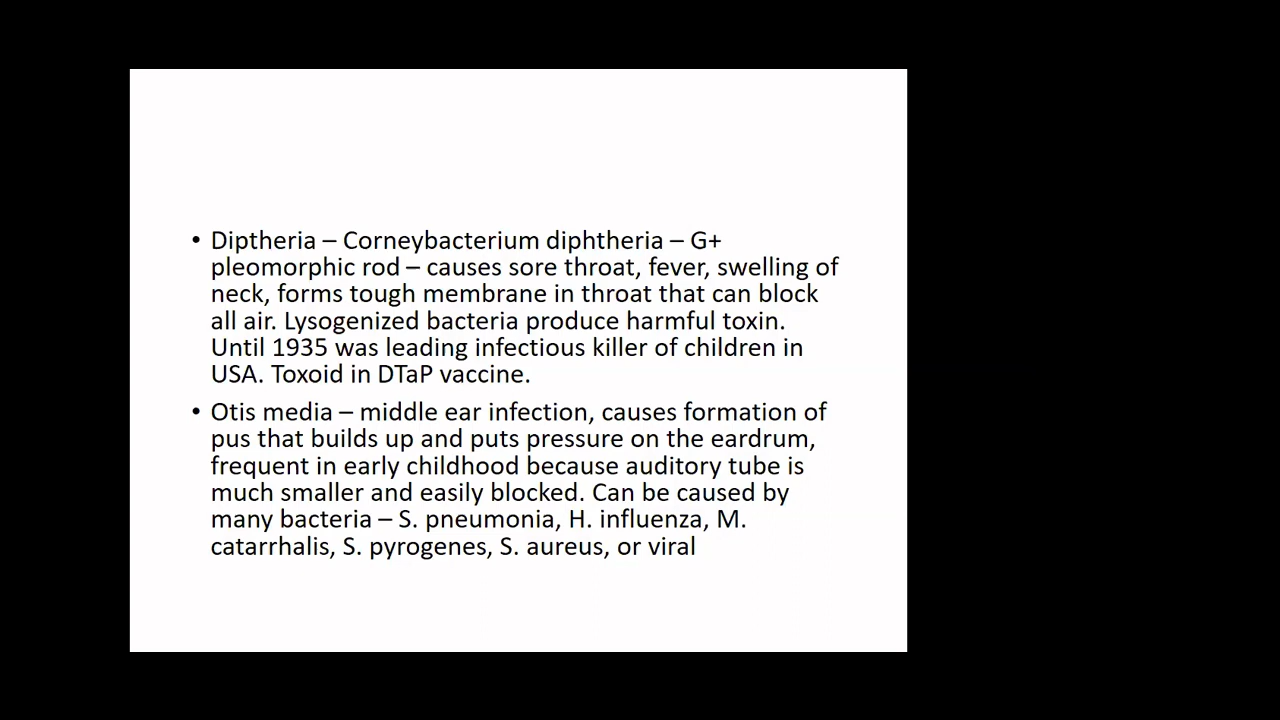 • Diptheria – Corneybacterium diphtheria – G+
pleomorphic rod – causes sore throat, fever, swelling of
neck, forms tough membrane in throat that can block
all air. Lysogenized bacteria produce harmful toxin.
Until 1935 was leading infectious killer of children in
USA. Toxoid in DTaP vaccine.
• Otis media – middle ear infection, causes formation of
pus that builds up and puts pressure on the eardrum,
frequent in early childhood because auditory tube is
much smaller and easily blocked. Can be caused by
many bacteria – S. pneumonia, H. influenza, M.
catarrhalis, S. pyrogenes, S. aureus, or viral